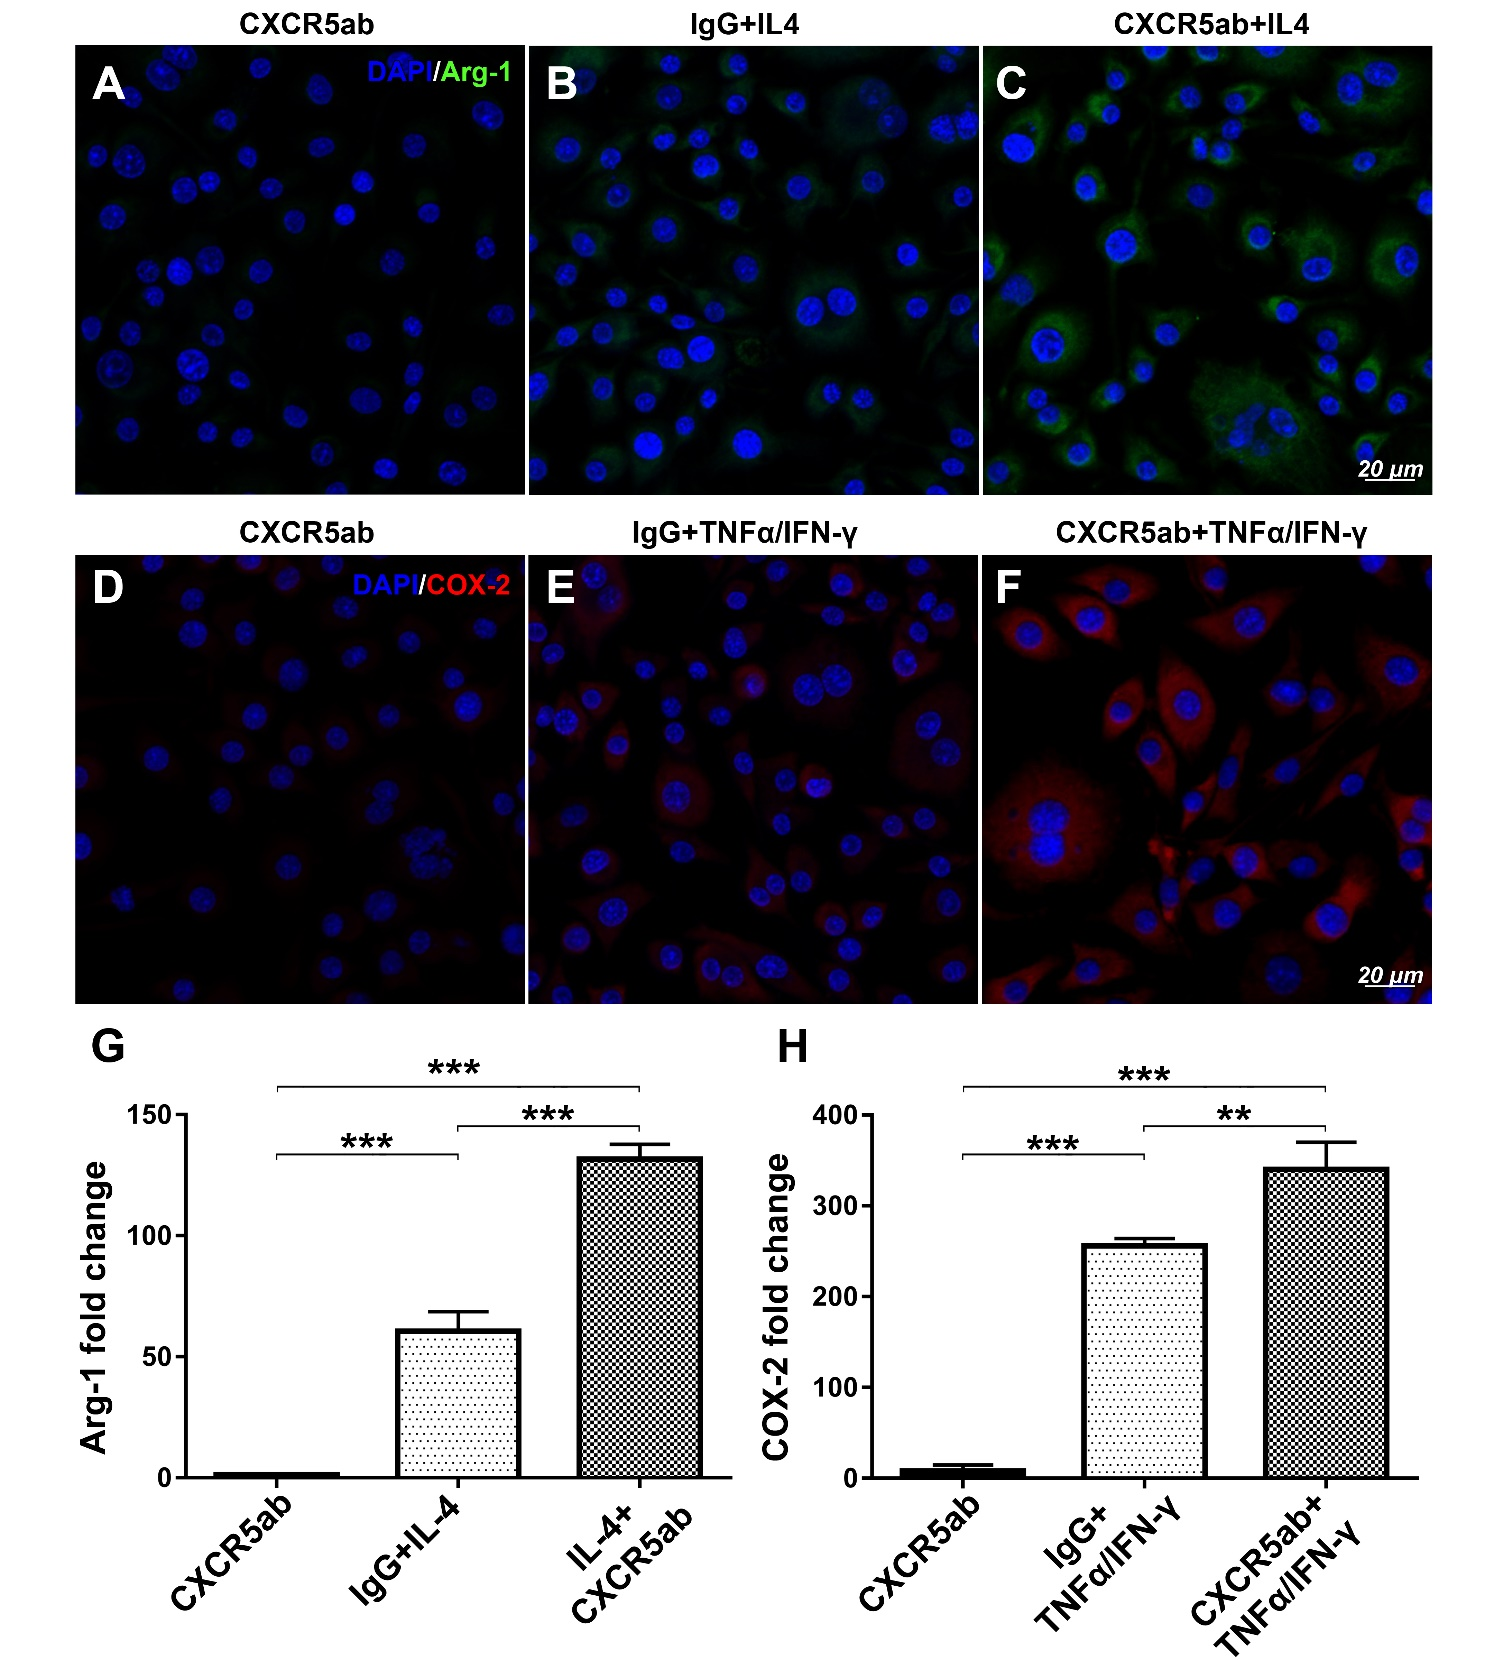 CXCR5ab
IgG+IL4
CXCR5ab+IL4
A
DAPI/Arg-1
B
C
20 µm
CXCR5ab
IgG+TNFα/IFN-γ
CXCR5ab+TNFα/IFN-γ
D
DAPI/COX-2
E
F
20 µm
G
***
***
***
150
100
50
0
Arg-1 fold change
CXCR5ab
IgG+IL-4
IL-4+
CXCR5ab
H
***
**
***
400
300
200
100
0
COX-2 fold change
CXCR5ab
IgG+
TNFα/IFN-γ
CXCR5ab+
TNFα/IFN-γ